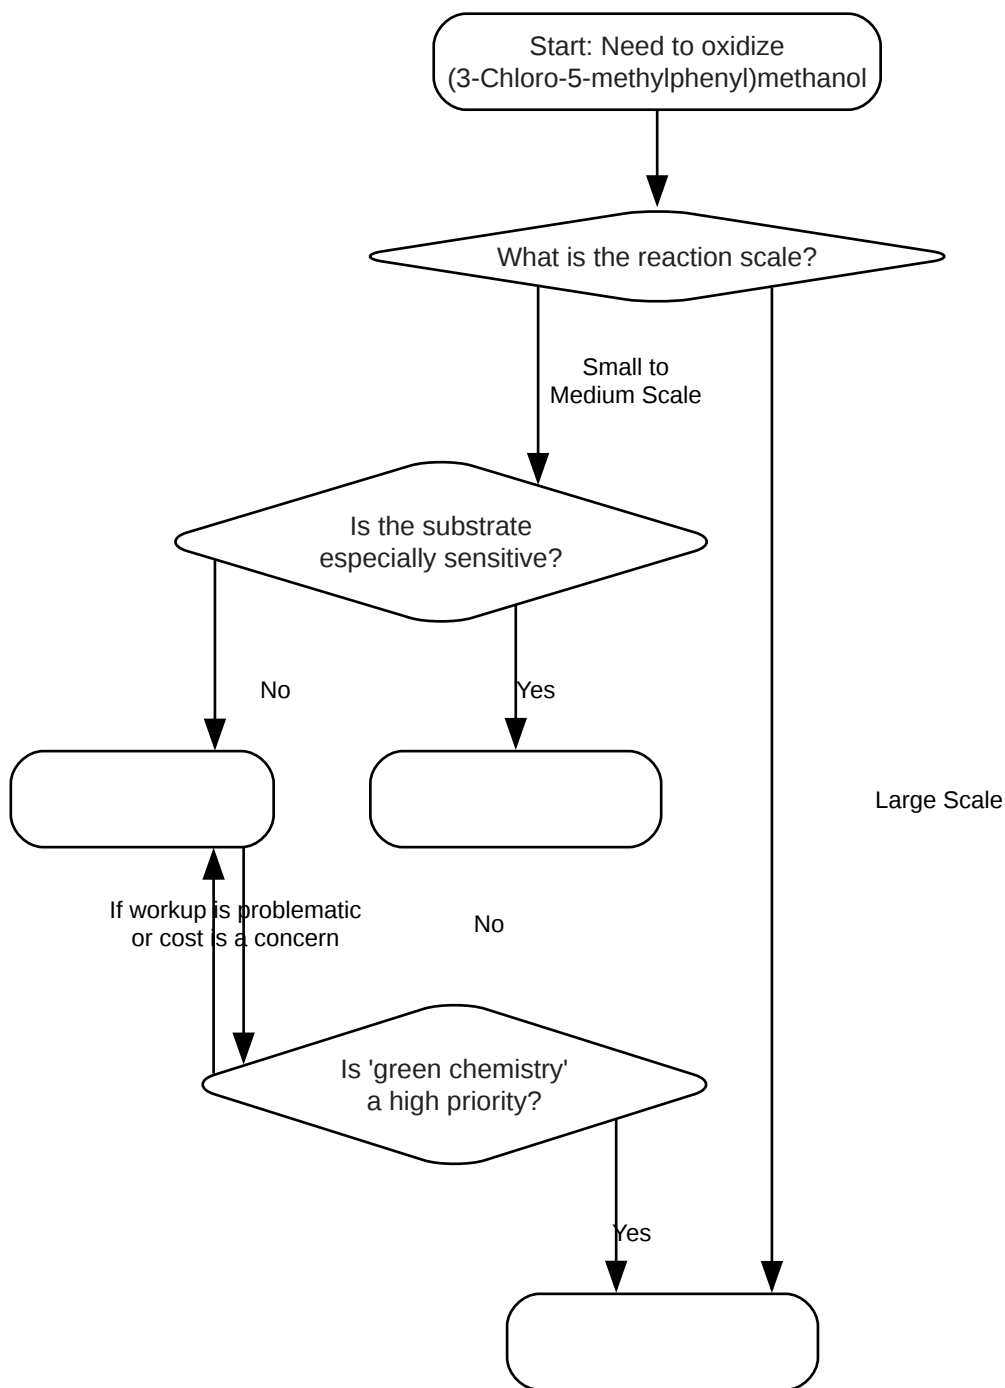 Start: Need to oxidize
(3-Chloro-5-methylphenyl)methanol
What is the reaction scale?
Small to
Medium Scale
Is the substrate
especially sensitive?
No
Yes
Large Scale
If workup is problematic
or cost is a concern
No
Is 'green chemistry'
a high priority?
Yes